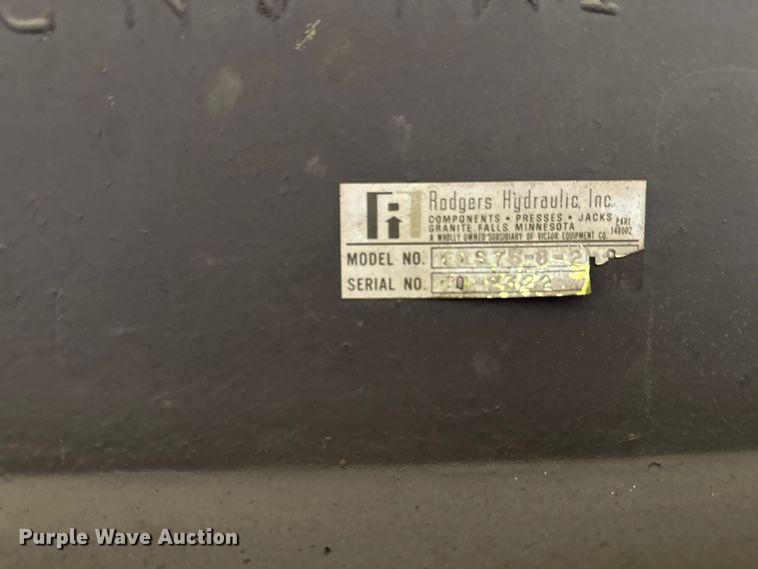 Rodgers Hydraulic, Inc.
COMPONENTS • PRESSES • JACKS
GRANITE FALLS, MINNESOTA
A WHOLLY OWNED SUBSIDIARY OF VICTOR EQUIPMENT CO.
PART
148002
MODEL NO.
SERIAL NO.
Purple Wave Auction